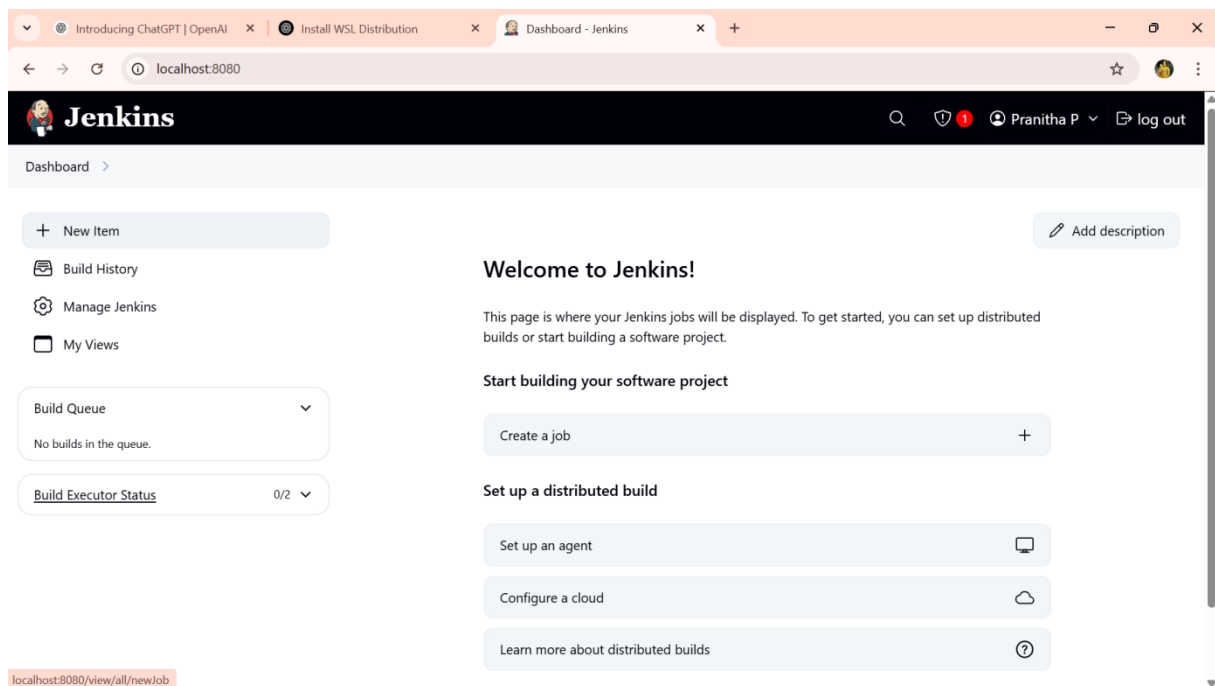 Introducing ChatGPT | OpenAI
Install WSL Distribution
Dashboard - Jenkins
localhost:8080
Jenkins
1
Pranitha P
log out
Dashboard
New Item
Add description
Build History
Manage Jenkins
My Views
Build Queue
No builds in the queue.
Build Executor Status 0/2
Welcome to Jenkins!
This page is where your Jenkins jobs will be displayed. To get started, you can set up distributed
builds or start building a software project.
Start building your software project
Create a job
Set up a distributed build
Set up an agent
Configure a cloud
Learn more about distributed builds
localhost:8080/view/all/newJob